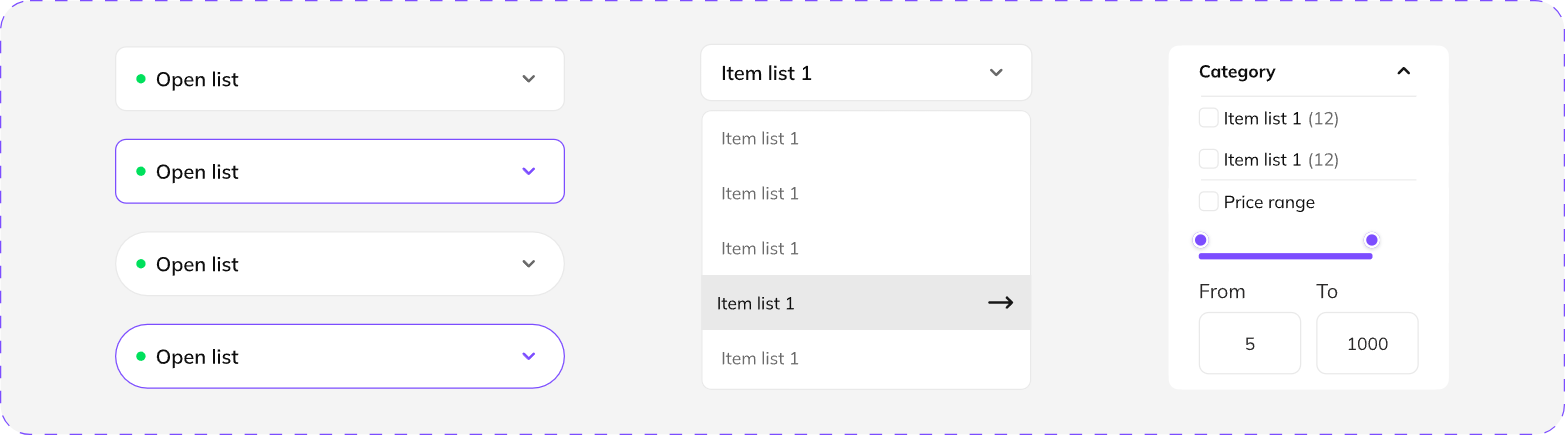 Open list
Open list
Open list
Open list
Item list 1
Item list 1
Item list 1
Item list 1
Item list 1
Item list 1
Category
Item list 1 (12)
Item list 1 (12)
Price range
From To
5 1000